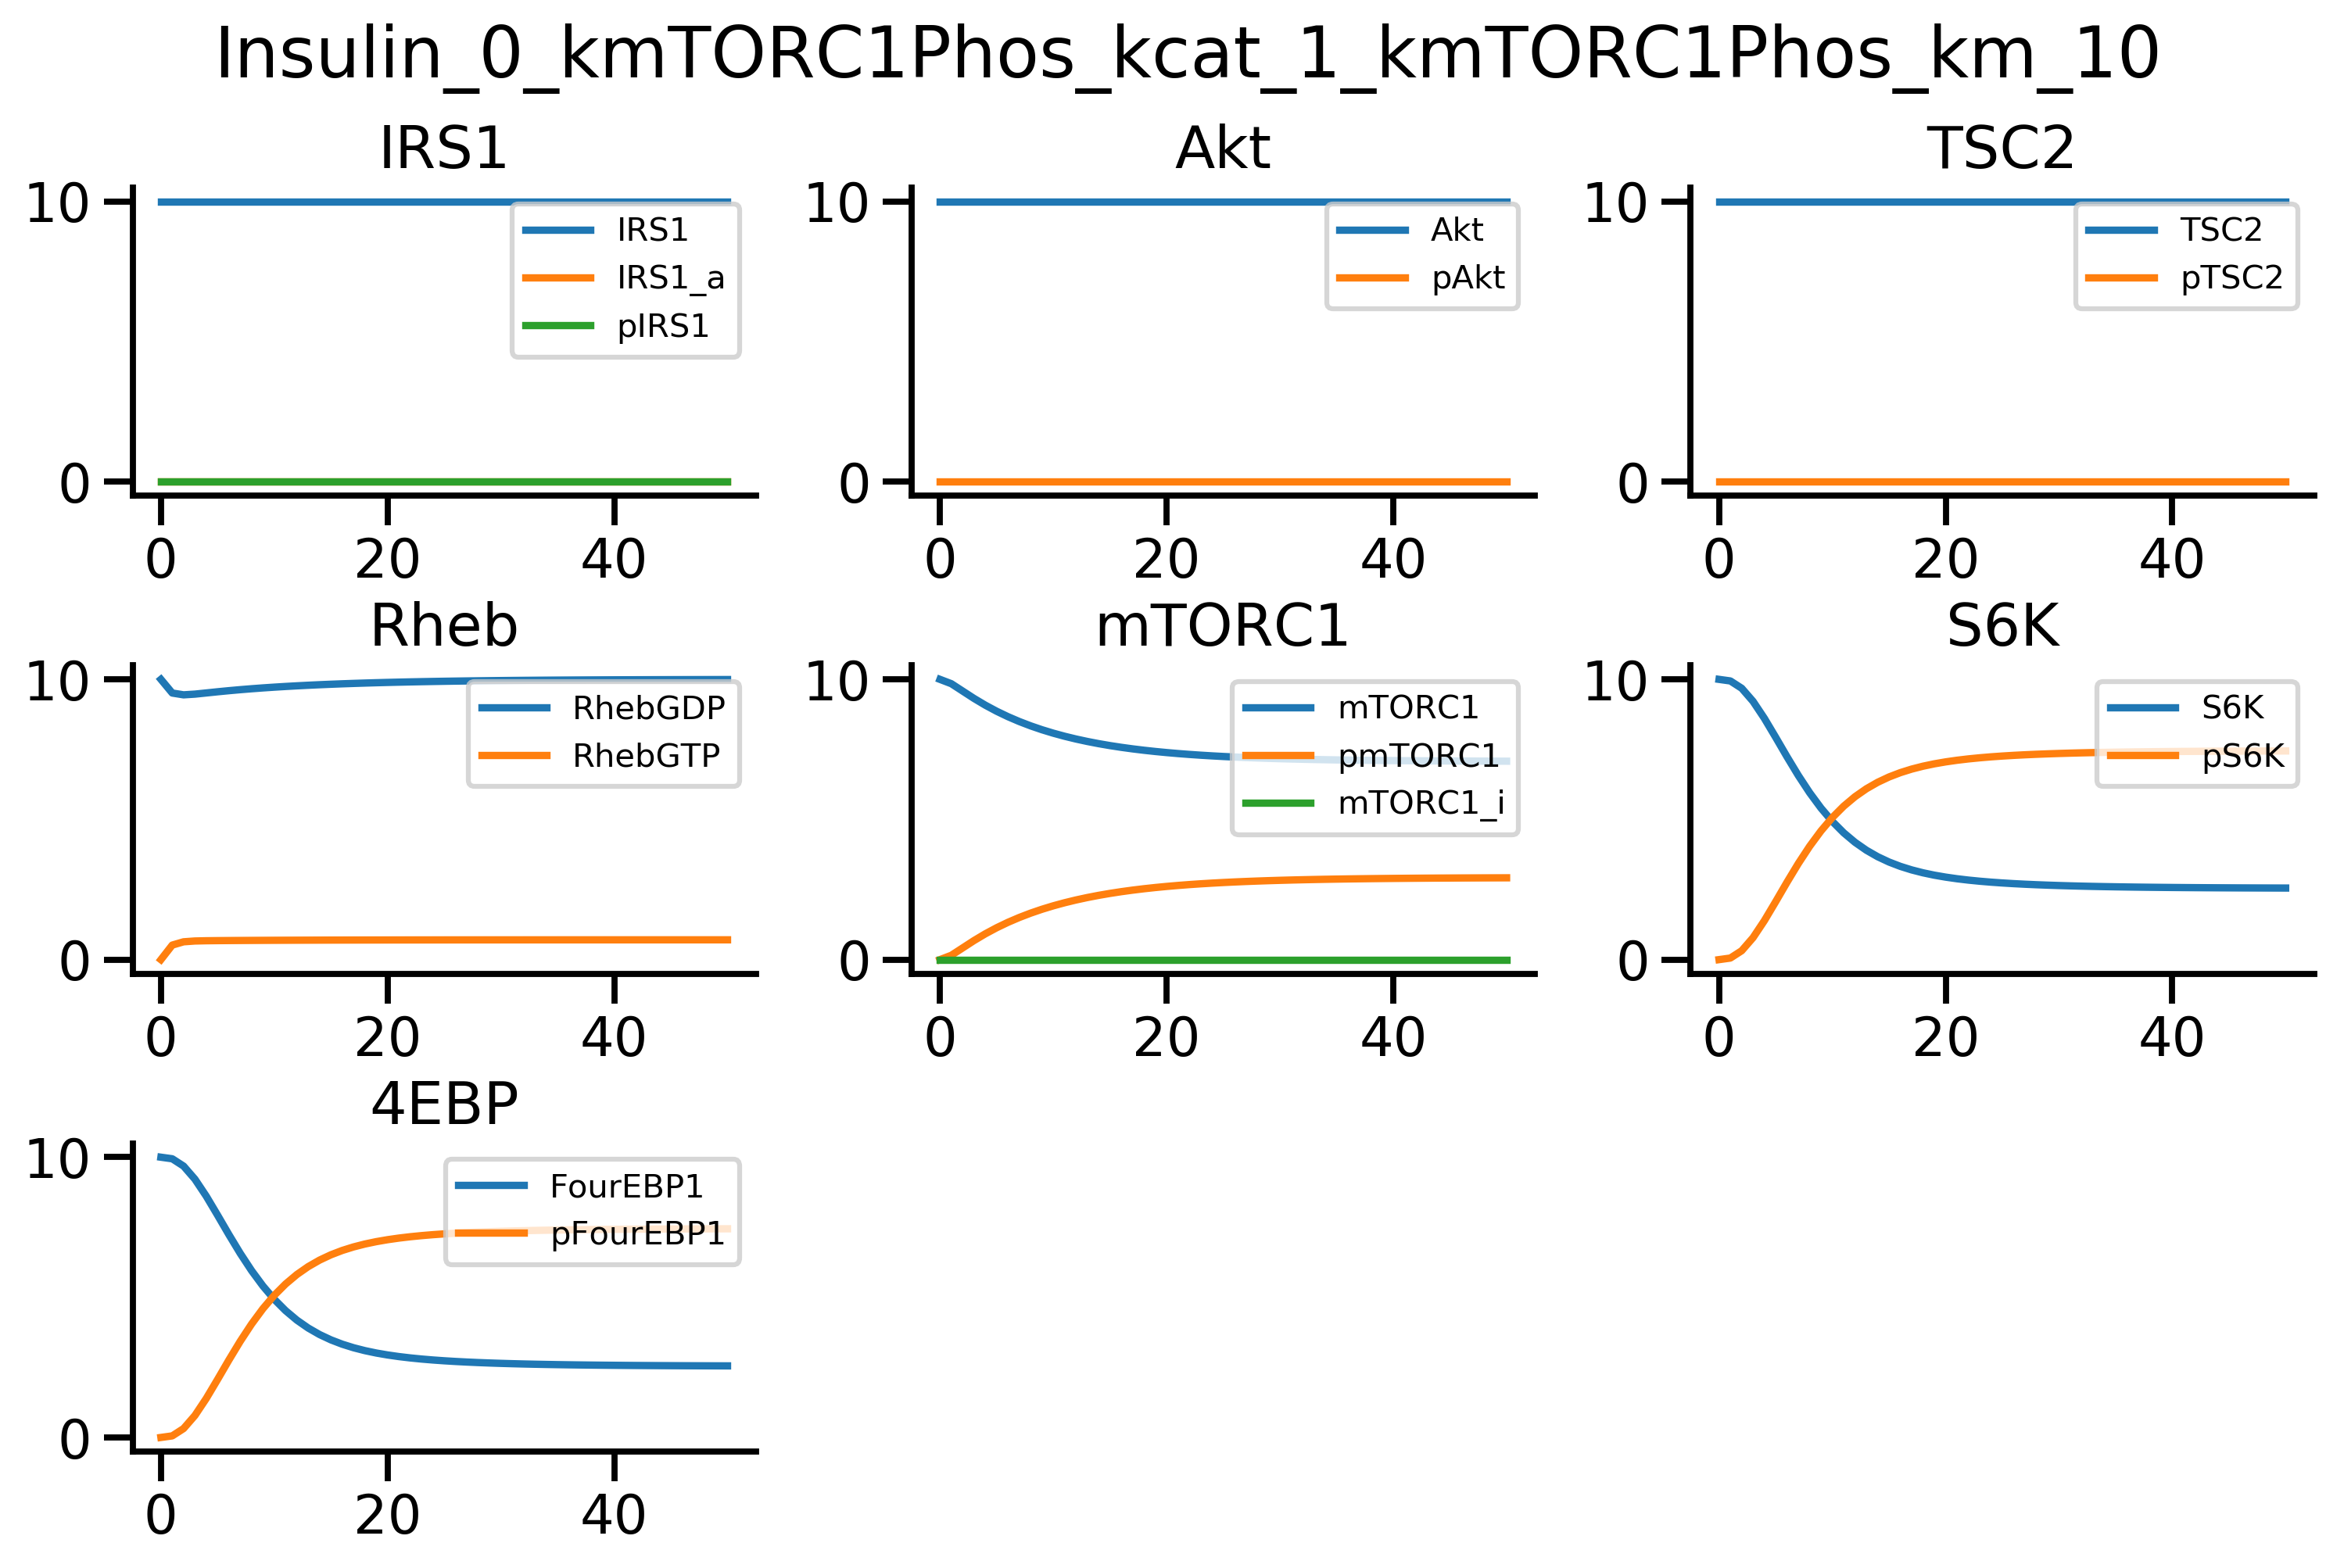 Insulin_0_kmTORC1Phos_kcat_1_kmTORC1Phos_km_10
IRS1
10
0
0 20 40
IRS1
IRS1_a
pIRS1
Akt
10
0
0 20 40
Akt
pAkt
TSC2
10
0
0 20 40
TSC2
pTSC2
Rheb
10
0
0 20 40
RhebGDP
RhebGTP
mTORC1
10
0
0 20 40
mTORC1
pmTORC1
mTORC1_i
S6K
10
0
0 20 40
S6K
pS6K
4EBP
10
0
0 20 40
FourEBP1
pFourEBP1